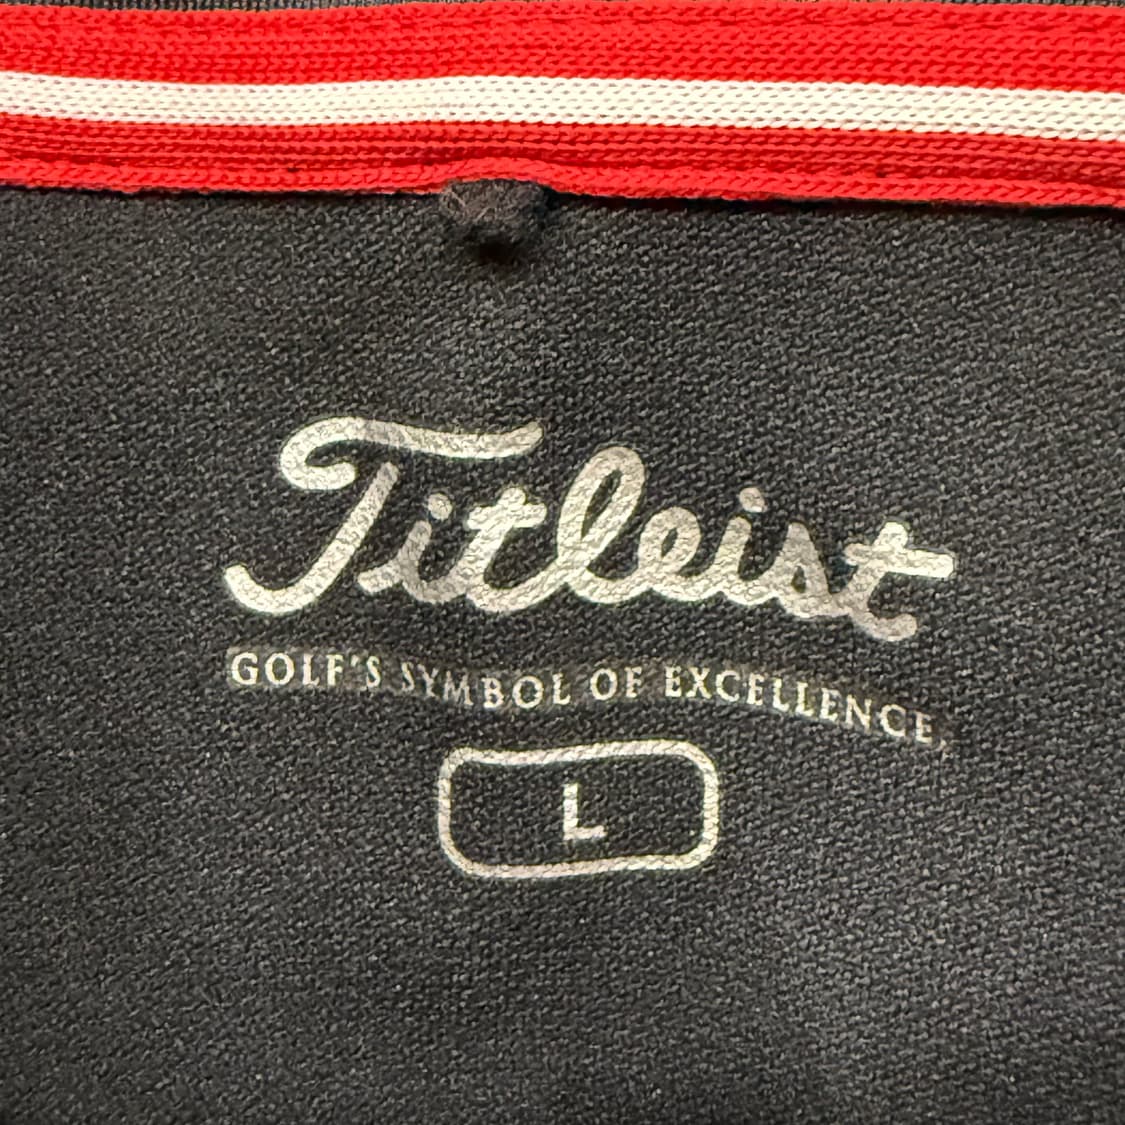 Titleist
GOLF'S SYMBOL OF EXCELLENCE.
L